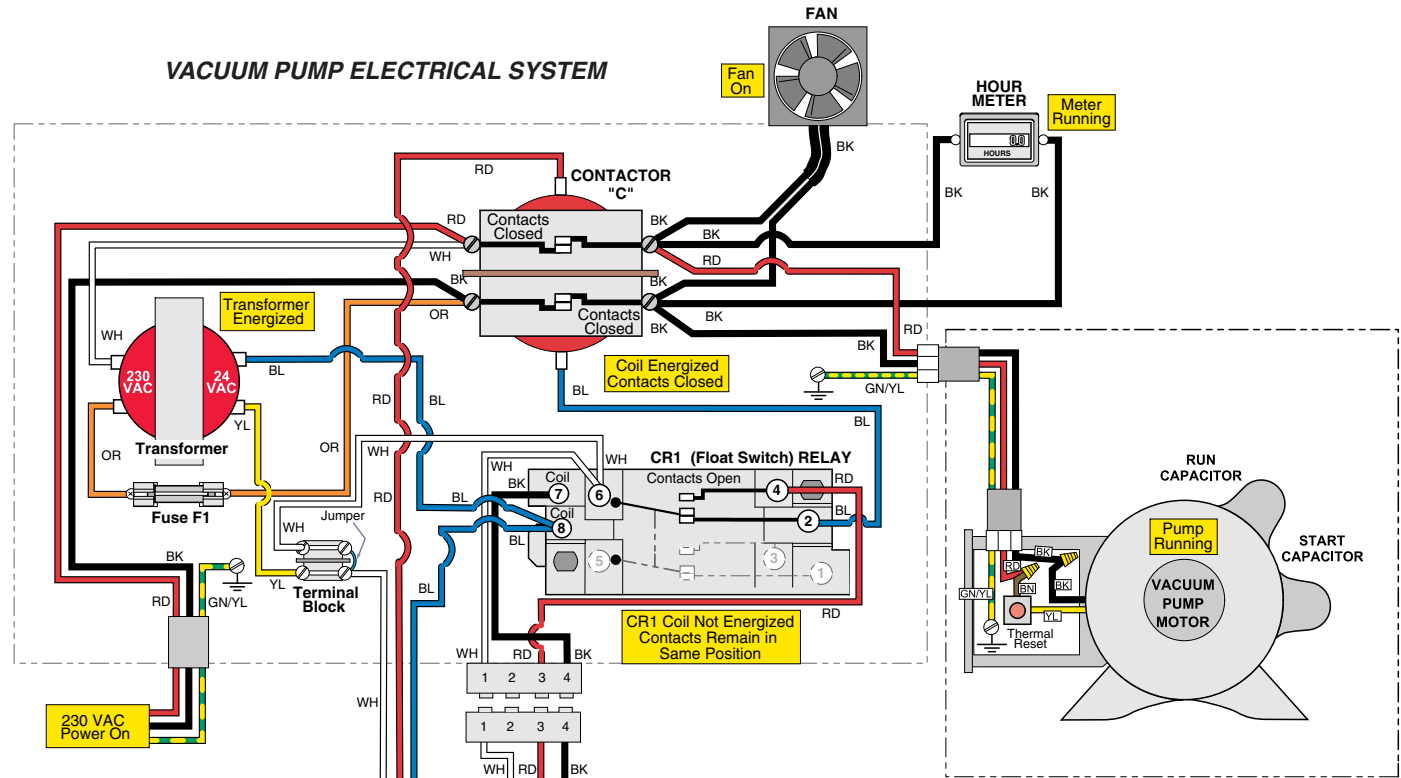 VACUUM PUMP ELECTRICAL SYSTEM
FAN
Fan
On
BK
HOUR
METER
Meter
Running
0.0
HOURS
BK
BK
RD
CONTACTOR
"C"
RD
Contacts
Closed
BK
BK
WH
RD
BK
BK
OR
Contacts
Closed
BK
BK
RD
BK
Transformer
Energized
WH
230
VAC
24
VAC
BL
YL
Transformer
OR
OR
Fuse F1
Coil Energized
Contacts Closed
BL
BL
GN/YL
RD
BL
WH
WH
WH
CR1 (Float Switch) RELAY
Coil
7
6
Contacts Open
4
RD
BK
BL
Coil
8
2
BL
BL
5
3
1
RD
RD
WH
Jumper
YL
Terminal
Block
BL
BK
RD
GN/YL
CR1 Coil Not Energized
Contacts Remain in
Same Position
WH
RD
BK
1 2 3 4
1 2 3 4
WH
RD
BK
WH
230 VAC
Power On
RUN
CAPACITOR
START
CAPACITOR
Pump
Running
VACUUM
PUMP
MOTOR
BK
RD
BN
BK
YL
GN/YL
Thermal
Reset